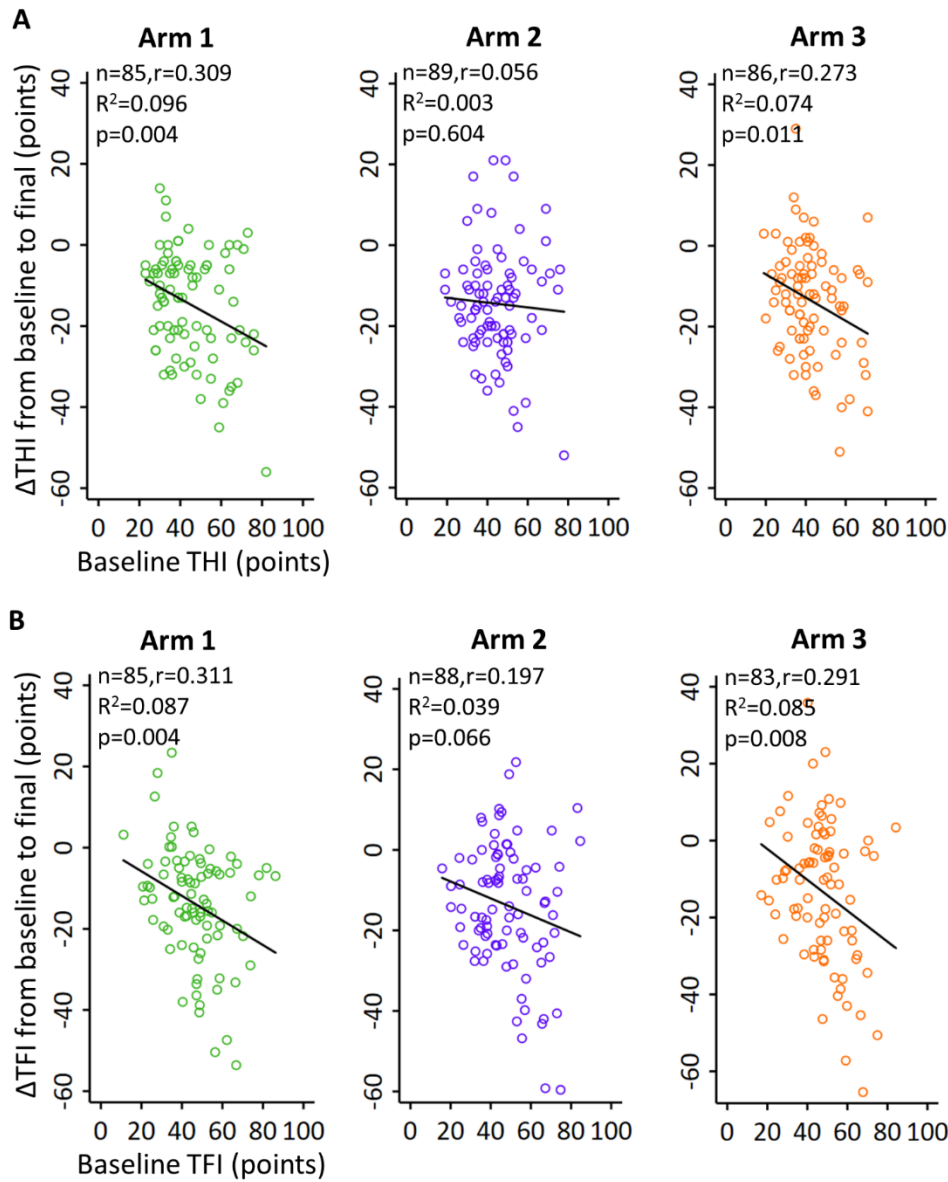 A
Arm 1
Arm 2
Arm 3
n=85,r=0.309
R²=0.096
p=0.004
n=89,r=0.056
R²=0.003
p=0.604
n=86,r=0.273
R²=0.074
p=0.011
ΔTHI from baseline to final (points)
40
20
0
-20
-40
-60
40
20
0
-20
-40
-60
40
20
0
-20
-40
-60
0 20 40 60 80 100
0 20 40 60 80 100
0 20 40 60 80 100
Baseline THI (points)
B
Arm 1
Arm 2
Arm 3
n=85,r=0.311
R²=0.087
p=0.004
n=88,r=0.197
R²=0.039
p=0.066
n=83,r=0.291
R²=0.085
p=0.008
ΔTFI from baseline to final (points)
40
20
0
-20
-40
-60
40
20
0
-20
-40
-60
40
20
0
-20
-40
-60
0 20 40 60 80 100
0 20 40 60 80 100
0 20 40 60 80 100
Baseline TFI (points)